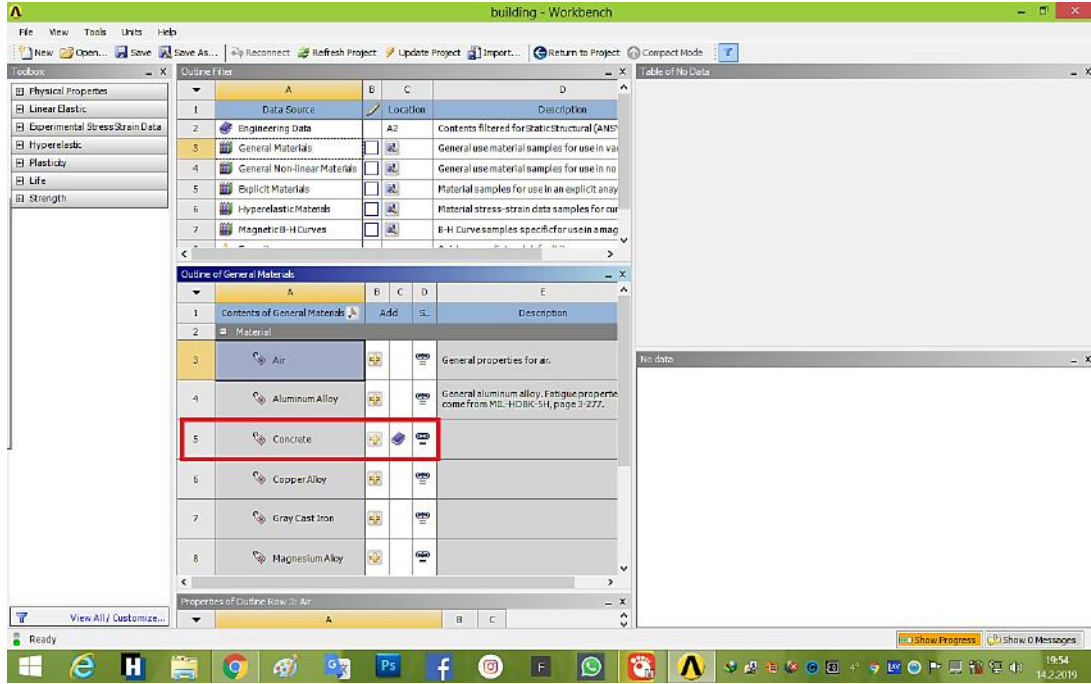 building - Workbench
File View Tools Units Help
New Open... Save Save As... Reconnect Refresh Project Update Project Import... Return to Project Compact Mode
Toolbox
Physical Properties
Linear Elastic
Experimental Stress Strain Data
Hyperelastic
Plasticity
Life
Strength
View All / Customize...
Outline Filter
A B C D
1 Data Source Location Description
2 Engineering Data A2 Contents filtered for Static Structural (ANSY
3 General Materials General use material samples for use in va
4 General Non-linear Materials General use material samples for use in no
5 Explicit Materials Material samples for use in an explicit anay
6 Hyperelastic Materials Material stress-strain data samples for cur
7 Magnetic B-H Curves B-H Curve samples specific for use in a mag
Outline of General Materials
A B C D E
1 Contents of General Materials Add S... Description
2 Material
3 Air General properties for air.
4 Aluminum Alloy General aluminum alloy. Fatigue propertie
come from MIL-HDBK-5H, page 3-277.
5 Concrete
6 Copper Alloy
7 Gray Cast Iron
8 Magnesium Alloy
Properties of Outline Row 3: Air
A B C
Table of No Data
No data
Ready
Show Progress Show 0 Messages
19:54
14.2.2019